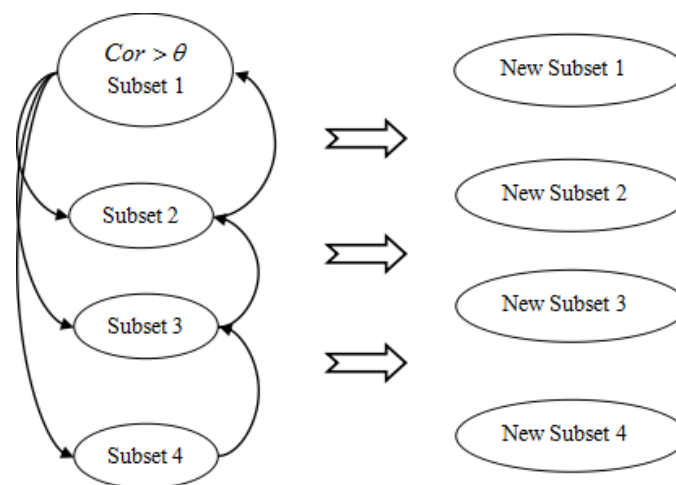 Cor > θ
Subset 1
Subset 2
Subset 3
Subset 4
New Subset 1
New Subset 2
New Subset 3
New Subset 4